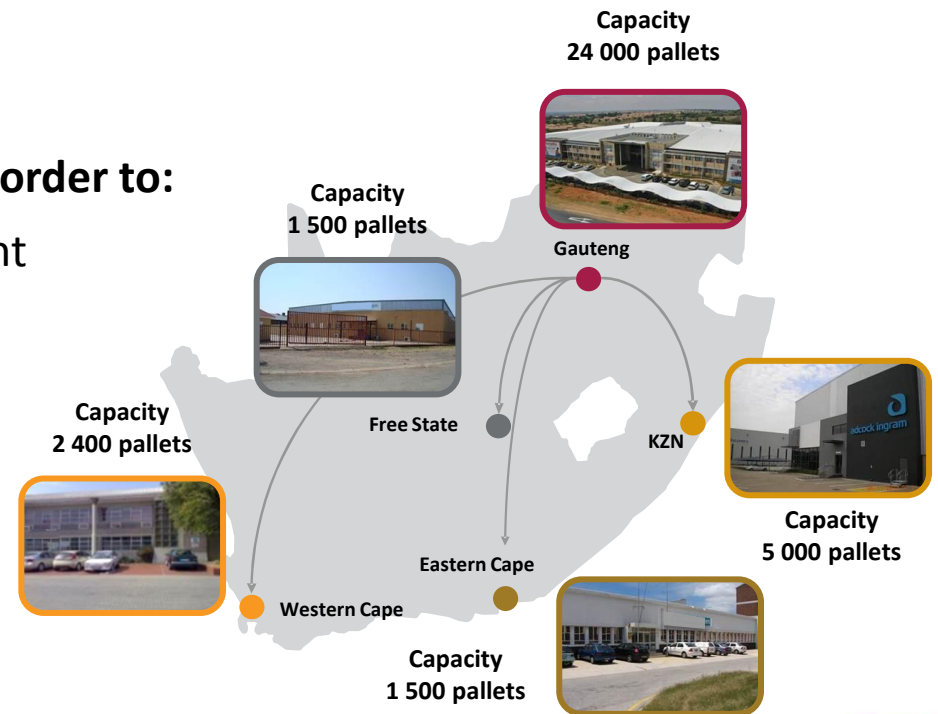 Capacity
24 000 pallets
order to:
nt
Capacity
1 500 pallets
Gauteng
Capacity
2 400 pallets
Free State
KZN
adcock ingram
Capacity
5 000 pallets
Eastern Cape
Western Cape
Capacity
1 500 pallets